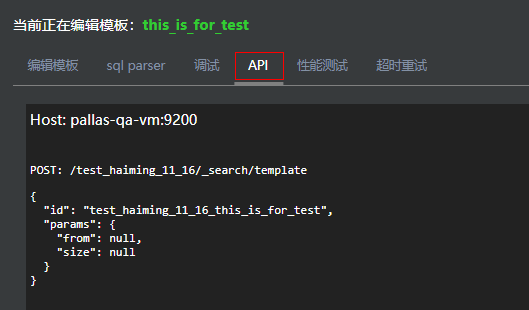 当前正在编辑模板：this_is_for_test
编辑模板 sql parser 调试 API 性能测试 超时重试
Host: pallas-qa-vm:9200
POST: /test_haiming_11_16/_search/template
{
  "id": "test_haiming_11_16_this_is_for_test",
  "params": {
    "from": null,
    "size": null
  }
}